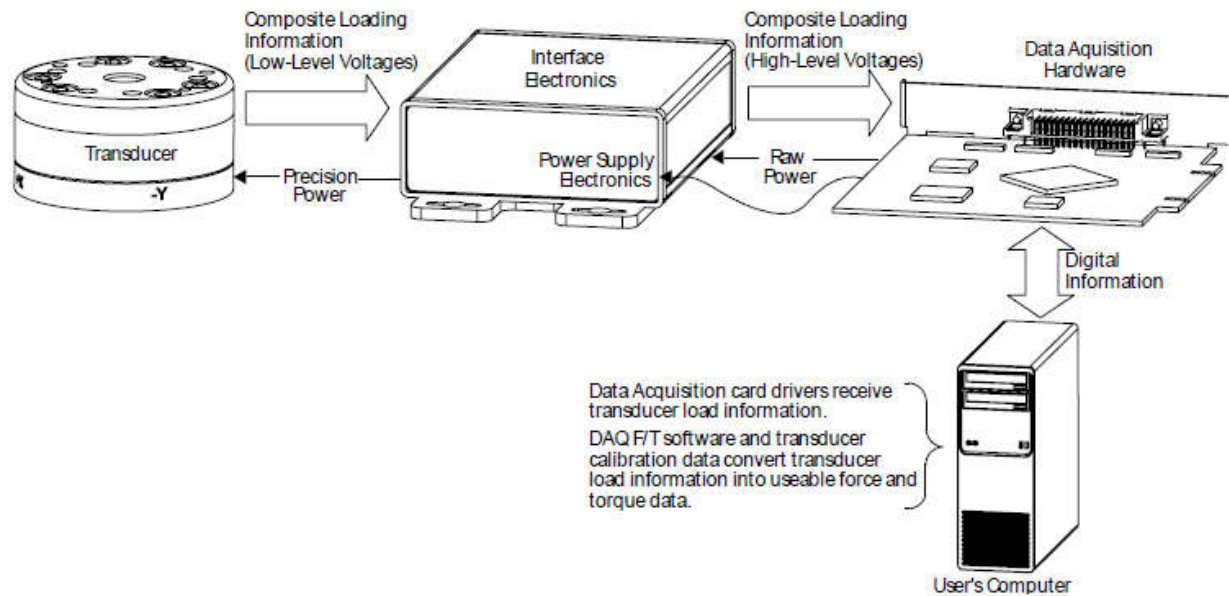 Composite Loading
Information
(Low-Level Voltages)
Composite Loading
Information
(High-Level Voltages)
Data Aquisition
Hardware
Interface
Electronics
Transducer
Power Supply
Electronics
Precision
Power
Raw
Power
-Y
Digital
Information
Data Acquisition card drivers receive
transducer load information.
DAQ F/T software and transducer
calibration data convert transducer
load information into useable force and
torque data.
User's Computer